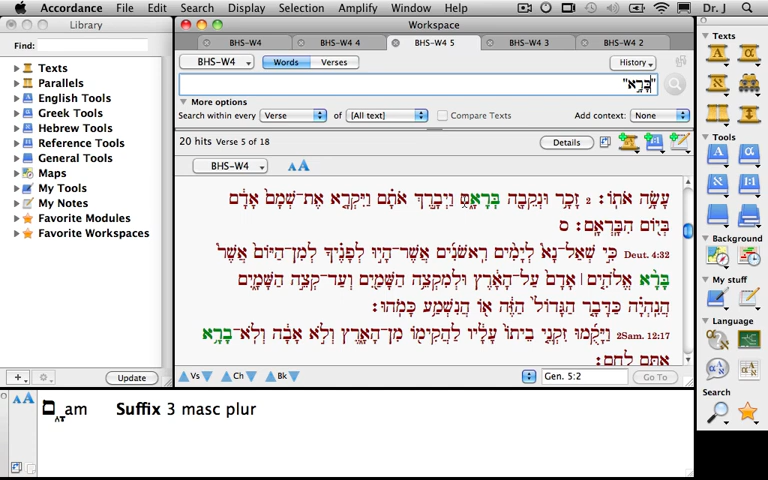 Accordance File Edit Search Display Amplify Window Help Dr. J
Library
Find:
Texts
Parallels
English Tools
Greek Tools
Hebrew Tools
Reference Tools
General Tools
Maps
My Tools
My Notes
Favorite Modules
Favorite Workspaces
Update
Workspace
BHS-W4 BHS-W4 4 BHS-W4 5 BHS-W4 3 BHS-W4 2
BHS-W4 Words Verses History
"בָּרָא"
More options
Search within every Verse of [All text] Compare Texts Add context: None
20 hits Verse 5 of 18 Details
BHS-W4 AA
עָשָׂה אֹתֽוֹ׃ 2 זָכָר וּנְקֵבָה בְּרָאָם וַיְבָרֶךְ אֹתָם וַיִּקְרָא אֶת־שְׁמָם אָדָם
בְּיוֹם הִבָּרְאָֽם׃ ס
Deut. 4:32 כִּי שְׁאַל־נָא לְיָמִים רִֽאשֹׁנִים אֲשֶׁר־הָיוּ לְפָנֶיךָ לְמִן־הַיּוֹם אֲשֶׁר
בָּרָא אֱלֹהִים ׀ אָדָם עַל־הָאָרֶץ וּלְמִקְצֵה הַשָּׁמַיִם וְעַד־קְצֵה הַשָּׁמָיִם
הֲנִֽהְיָה כַּדָּבָר הַגָּדוֹל הַזֶּה אוֹ הֲנִשְׁמַע כָּמֹֽהוּ׃
2Sam. 12:17 וַיָּקֻמוּ זִקְנֵי בֵיתוֹ עָלָיו לַהֲקִימוֹ מִן־הָאָרֶץ וְלֹא אָבָה וְלֹֽא־בָרָא
אִתָּם לָֽחֶם׃
Vs Ch Bk Gen. 5:2 Go To
AA ם am Suffix 3 masc plur
Texts
Tools
Background
My stuff
Language
Search